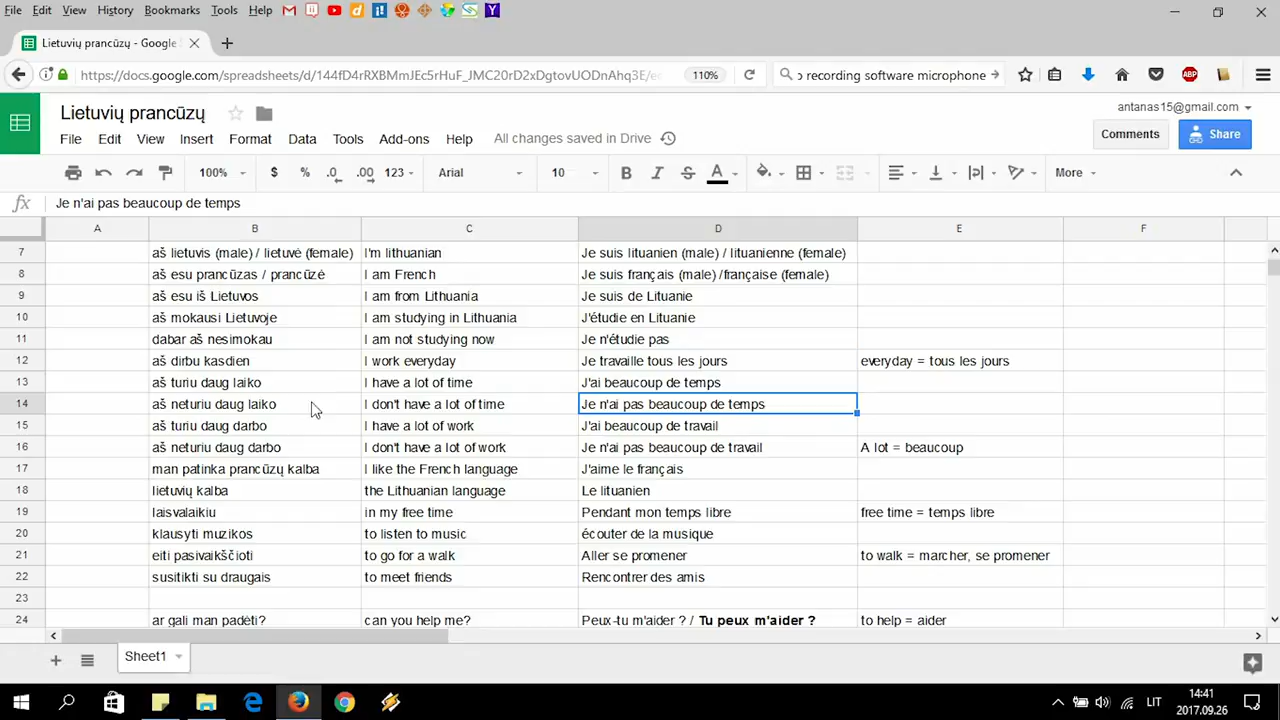 File Edit View History Bookmarks Tools Help
Lietuvių prancūzų - Google
https://docs.google.com/spreadsheets/d/144fD4rRXBMmJEc5rHuF_JMC20rD2xDgtoUODnAhq3E/e 110% recording software microphone
Lietuvių prancūzų antanas15@gmail.com
File Edit View Insert Format Data Tools Add-ons Help All changes saved in Drive Comments Share
100% $ % .0 .00 123 Arial 10 B I S A More
fx Je n'ai pas beaucoup de temps
A B C D E F
7 aš lietuvis (male) / lietuvė (female) I'm lithuanian Je suis lituanien (male) / lituanienne (female)
8 aš esu prancūzas / prancūzė I am French Je suis français (male) /française (female)
9 aš esu iš Lietuvos I am from Lithuania Je suis de Lituanie
10 aš mokausi Lietuvoje I am studying in Lithuania J'étudie en Lituanie
11 dabar aš nesimokau I am not studying now Je n'étudie pas
12 aš dirbu kasdien I work everyday Je travaille tous les jours everyday = tous les jours
13 aš turiu daug laiko I have a lot of time J'ai beaucoup de temps
14 aš neturiu daug laiko I don't have a lot of time Je n'ai pas beaucoup de temps
15 aš turiu daug darbo I have a lot of work J'ai beaucoup de travail
16 aš neturiu daug darbo I don't have a lot of work Je n'ai pas beaucoup de travail A lot = beaucoup
17 man patinka prancūzų kalba I like the French language J'aime le français
18 lietuvių kalba the Lithuanian language Le lituanien
19 laisvalaikiu in my free time Pendant mon temps libre free time = temps libre
20 klausyti muzikos to listen to music écouter de la musique
21 eiti pasivaikščioti to go for a walk Aller se promener to walk = marcher, se promener
22 susitikti su draugais to meet friends Rencontrer des amis
23
24 ar gali man padėti? can you help me? Peux-tu m'aider ? / Tu peux m'aider ? to help = aider
Sheet1
LIT 14:41
2017.09.26